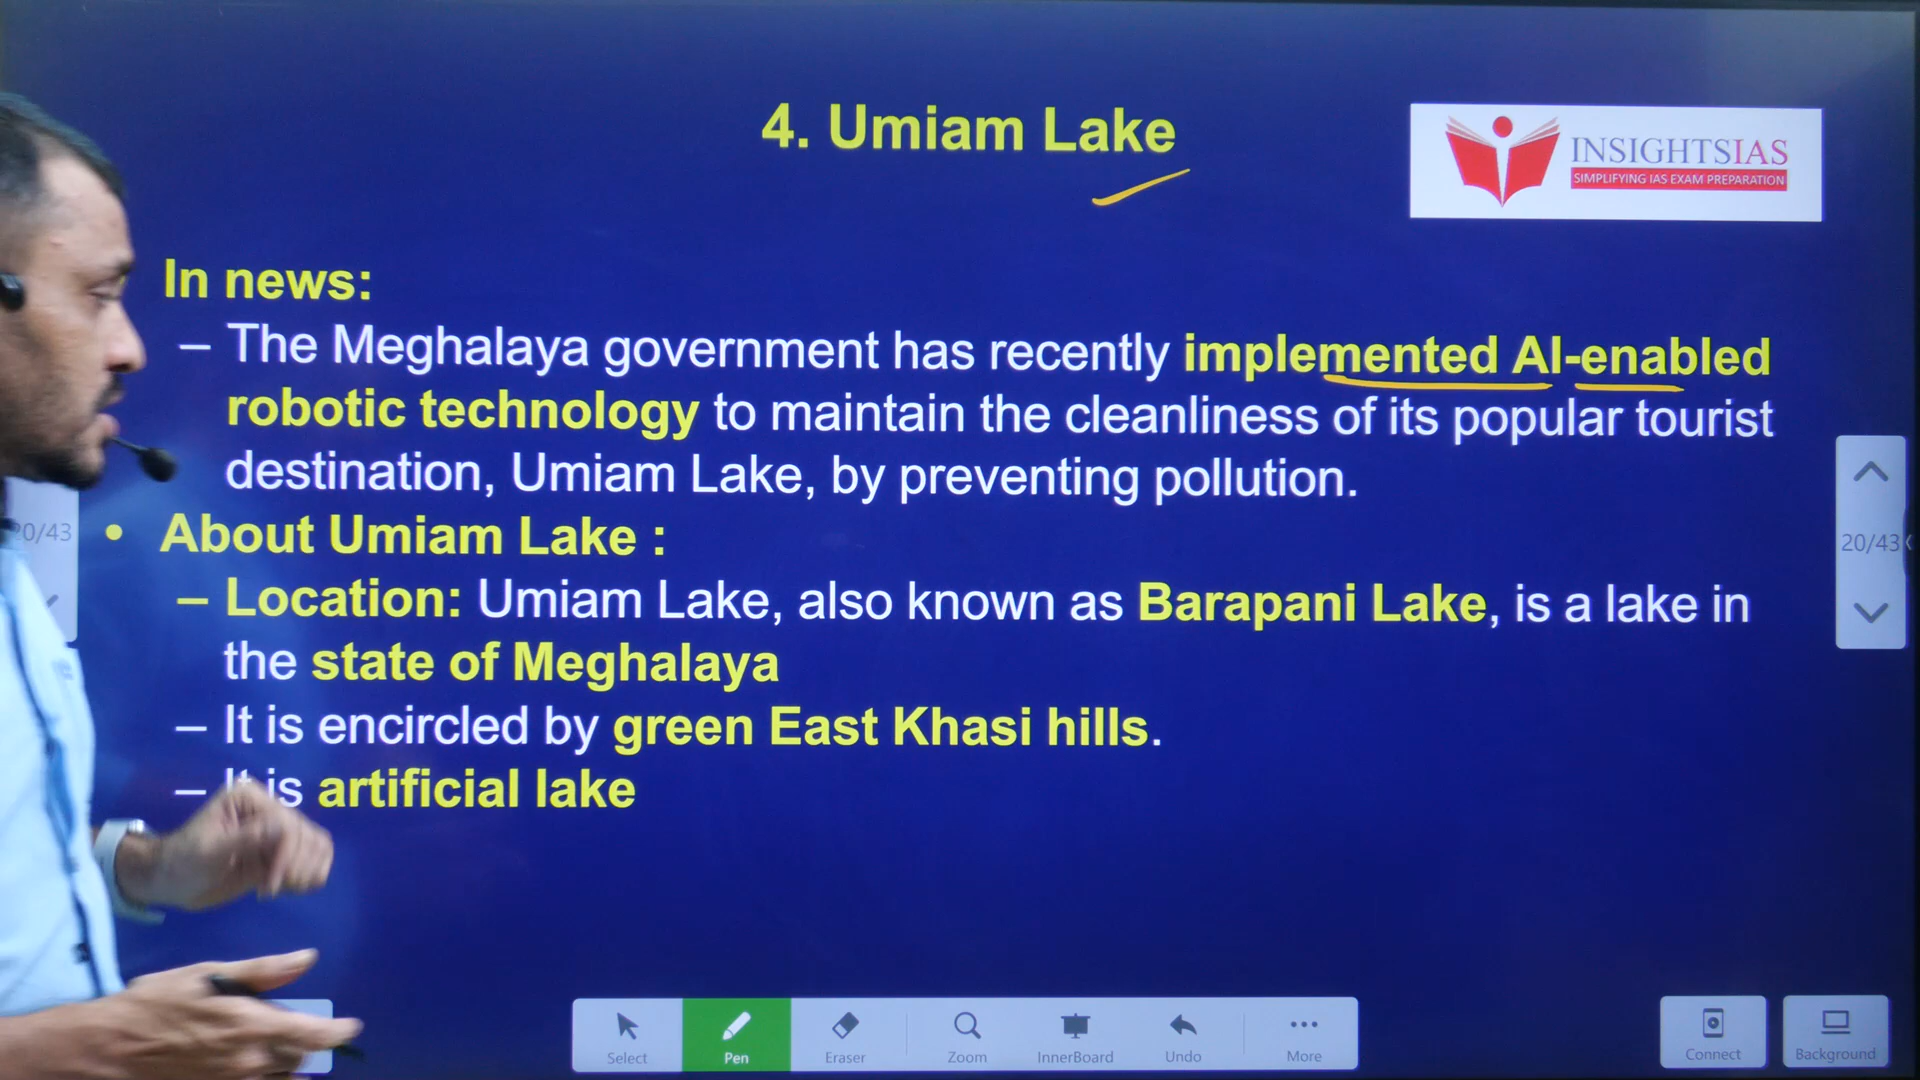 4. Umiam Lake
INSIGHTSIAS
SIMPLIFYING IAS EXAM PREPARATION
In news:
– The Meghalaya government has recently implemented AI-enabled
robotic technology to maintain the cleanliness of its popular tourist
destination, Umiam Lake, by preventing pollution.
• About Umiam Lake :
– Location: Umiam Lake, also known as Barapani Lake, is a lake in
the state of Meghalaya
– It is encircled by green East Khasi hills.
– It is artificial lake
20/43
20/43
Select
Pen
Eraser
Zoom
InnerBoard
Undo
More
Connect
Background